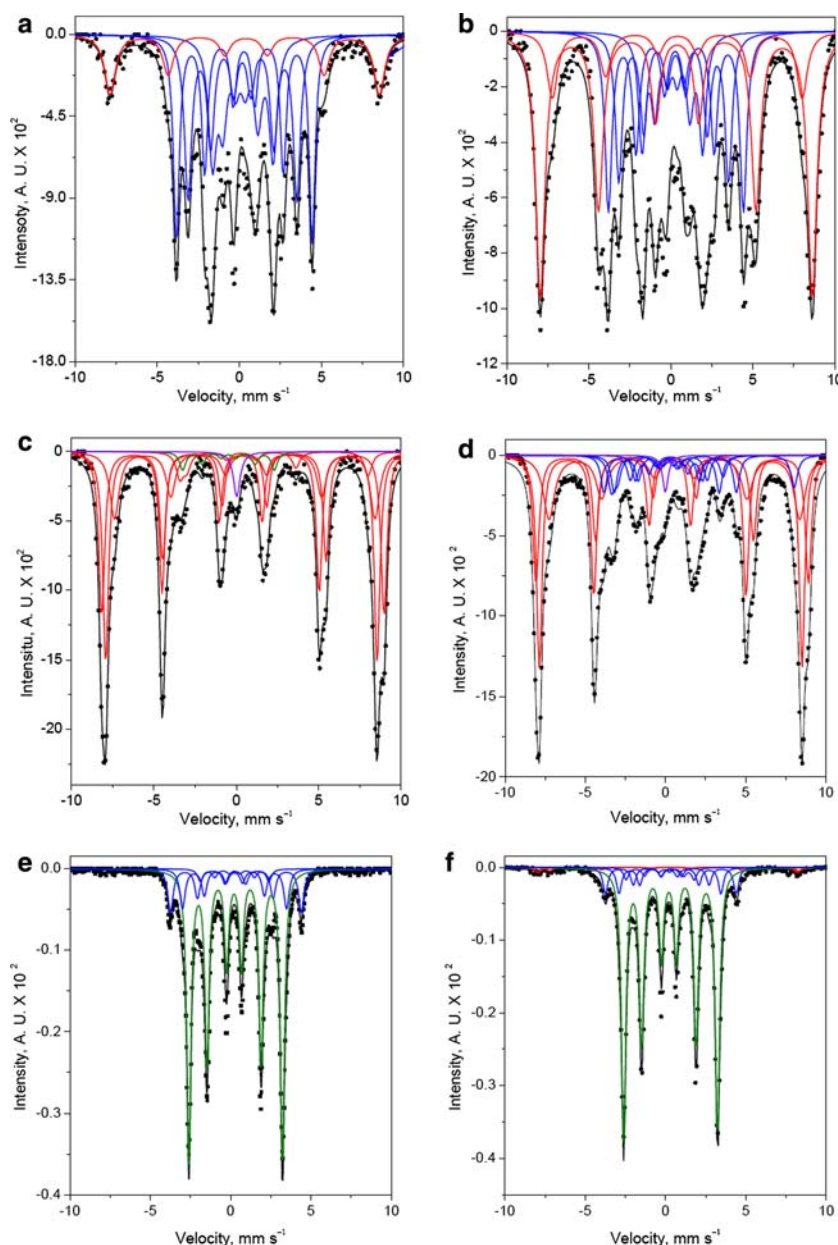 a
b
0.0
-4.5
-9.0
-13.5
-18.0
Intensoty, A. U. X 10²
-10 -5 0 5 10
Velocity, mm s⁻¹
0
-2
-4
-6
-8
-10
-12
Intensity, A. U. X 10²
-10 -5 0 5 10
Velocity, mm s⁻¹
c
d
0
-5
-10
-15
-20
Intensitu, A. U. X 10²
-10 -5 0 5 10
Velocity, mm s⁻¹
0
-5
-10
-15
-20
Intensity, A. U. X 10²
-10 -5 0 5 10
Velocity, mm s⁻¹
e
f
0.0
-0.1
-0.2
-0.3
-0.4
Intensity, A. U. X 10²
-10 -5 0 5 10
Velocity, mm s⁻¹
0.0
-0.1
-0.2
-0.3
-0.4
Intensity, A. U. X 10²
-10 -5 0 5 10
Velocity, mm s⁻¹